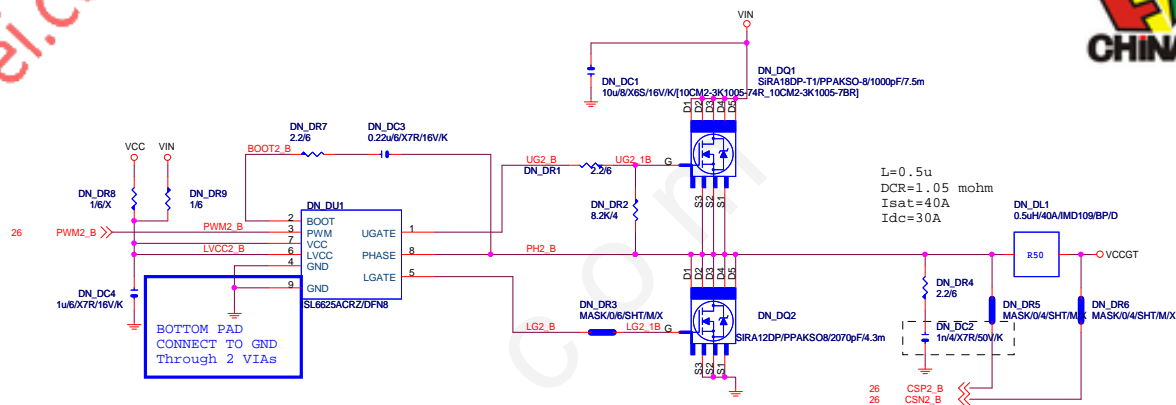 ei.c
CHINA
VIN
DN_DC1
10u/8/X6S/16V/K/[10CM2-3K1005-74R_10CM2-3K1005-7BR]
DN_DQ1
SiRA18DP-T1/PPAKSO-8/1000pF/7.5m
D1 D2 D3 D4 D5
G
S3 S2 S1
DN_DR7
2.2/6
DN_DC3
0.22u/6/X7R/16V/K
BOOT2_B
VCC VIN
DN_DR8
1/6/X
DN_DR9
1/6
DN_DU1
2 BOOT
3 PWM
7 VCC
6 LVCC
4 GND
9 GND
UGATE 1
PHASE 8
LGATE 5
SL6625ACRZ/DFN8
26 PWM2_B
LVCC2_B
DN_DC4
1u/6/X7R/16V/K
BOTTOM PAD
CONNECT TO GND
Through 2 VIAs
UG2_B
DN_DR1
2.2/6
UG2_1B
DN_DR2
8.2K/4
PH2_B
LG2_B
DN_DR3
MASK/0/6/SHT/M/X
LG2_1B
D1 D2 D3 D4 D5
G
S3 S2 S1
DN_DQ2
SIRA12DP/PPAKSO8/2070pF/4.3m
L=0.5u
DCR=1.05 mohm
Isat=40A
Idc=30A
DN_DL1
0.5uH/40A/IMD109/BP/D
R50
VCCGT
DN_DR4
2.2/6
DN_DC2
1n/4/X7R/50V/K
DN_DR5
MASK/0/4/SHT/M/X
DN_DR6
MASK/0/4/SHT/M/X
26 CSP2_B
26 CSN2_B
com